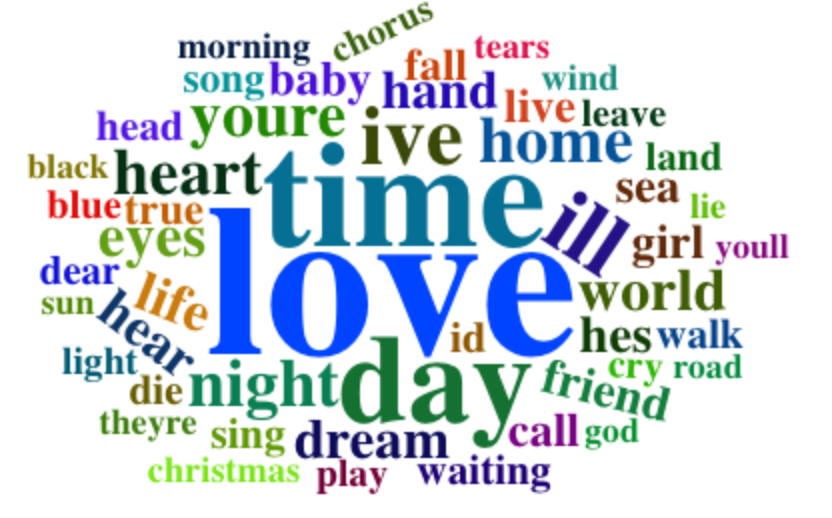 chorus
morning
tears
fall
song
baby
wind
hand
live
leave
head
youre
ive
home
land
black
heart
time
sea
lie
blue
true
ill
girl
youll
eyes
love
dear
life
world
sun
hear
id
hes
walk
light
cry
road
die
night
day
friend
theyre
sing
dream
call
god
christmas
play
waiting